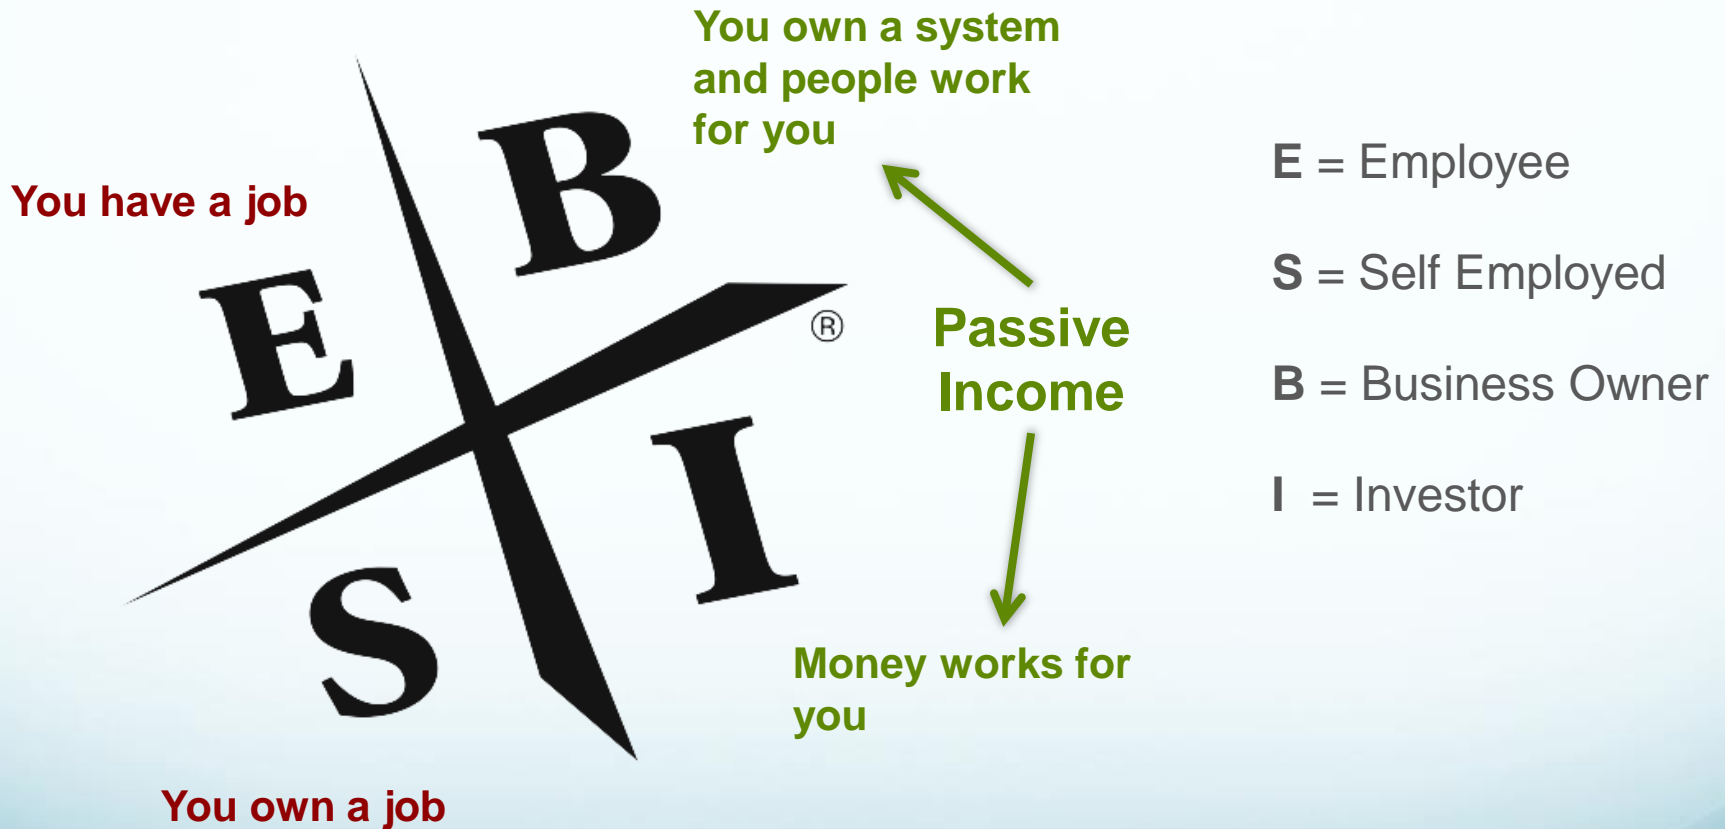 You own a system
and people work
for you
You have a job
B
E
®
I
S
Passive
Income
Money works for
you
You own a job
E = Employee
S = Self Employed
B = Business Owner
I = Investor